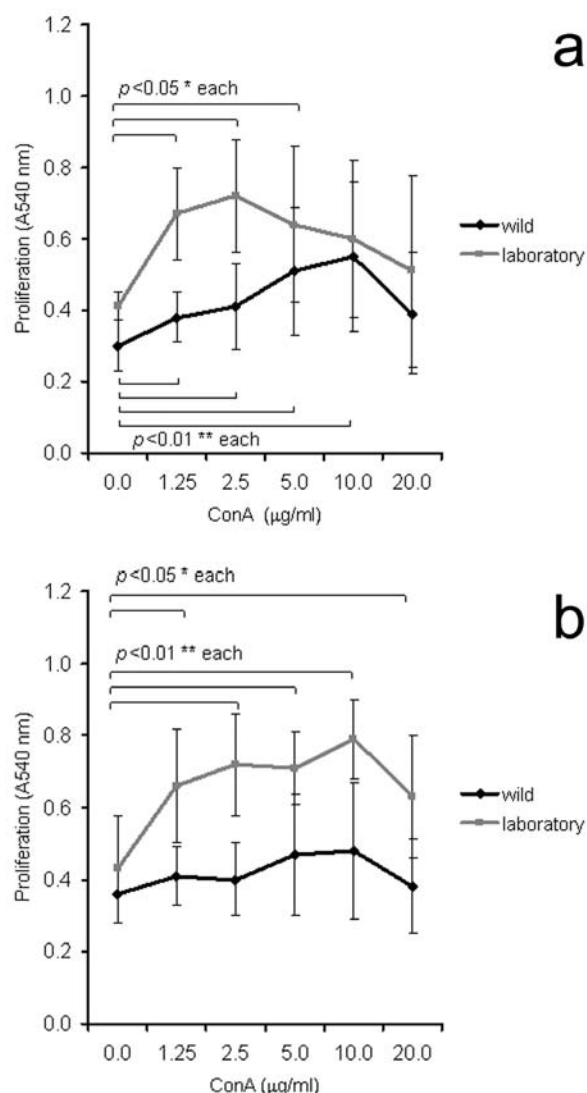 a
1.2
1.0
0.8
0.6
0.4
0.2
0.0
Proliferation (A540 nm)
p<0.05 * each
p<0.01 ** each
wild
laboratory
0.0 1.25 2.5 5.0 10.0 20.0
ConA (µg/ml)
b
1.2
1.0
0.8
0.6
0.4
0.2
0.0
Proliferation (A540 nm)
p<0.05 * each
p<0.01 ** each
wild
laboratory
0.0 1.25 2.5 5.0 10.0 20.0
ConA (µg/ml)